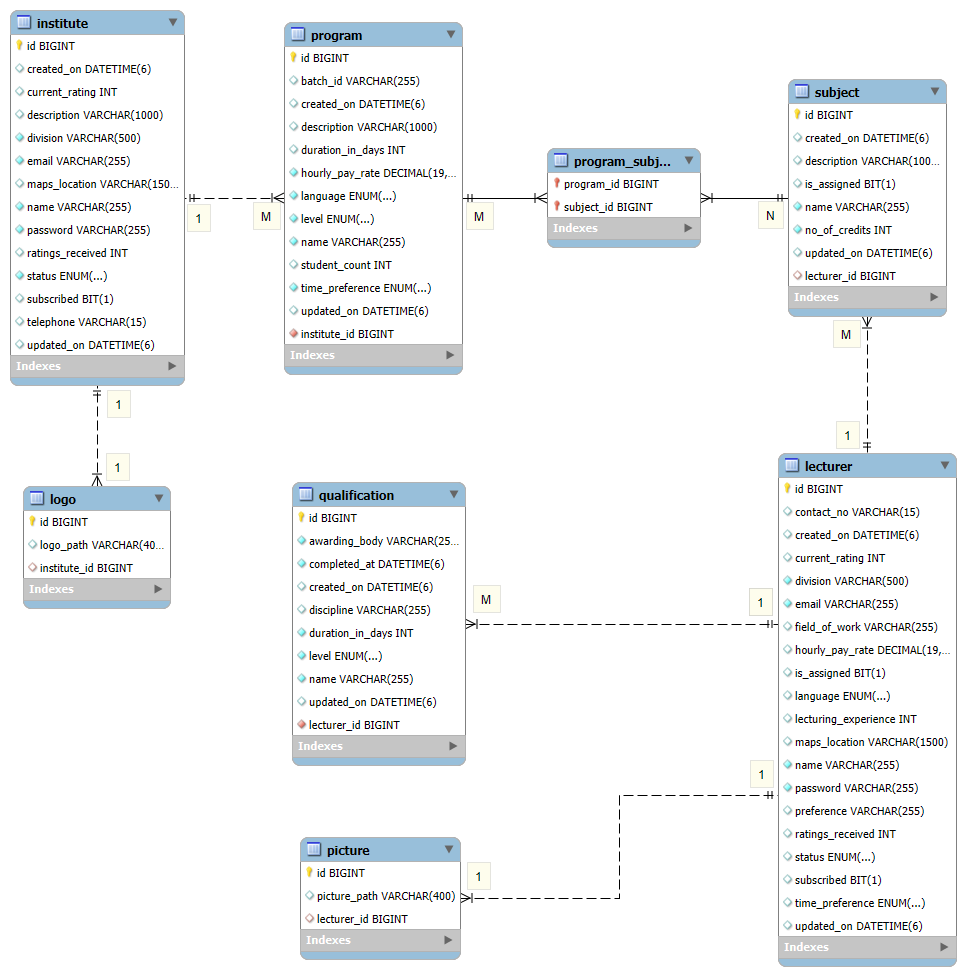 institute
id BIGINT
created_on DATETIME(6)
current_rating INT
description VARCHAR(1000)
division VARCHAR(500)
email VARCHAR(255)
maps_location VARCHAR(150...
name VARCHAR(255)
password VARCHAR(255)
ratings_received INT
status ENUM(...)
subscribed BIT(1)
telephone VARCHAR(15)
updated_on DATETIME(6)
Indexes
1
M
program
id BIGINT
batch_id VARCHAR(255)
created_on DATETIME(6)
description VARCHAR(1000)
duration_in_days INT
hourly_pay_rate DECIMAL(19,...
language ENUM(...)
level ENUM(...)
name VARCHAR(255)
student_count INT
time_preference ENUM(...)
updated_on DATETIME(6)
institute_id BIGINT
Indexes
M
program_subj...
program_id BIGINT
subject_id BIGINT
Indexes
N
subject
id BIGINT
created_on DATETIME(6)
description VARCHAR(100...
is_assigned BIT(1)
name VARCHAR(255)
no_of_credits INT
updated_on DATETIME(6)
lecturer_id BIGINT
Indexes
M
1
1
1
logo
id BIGINT
logo_path VARCHAR(40...
institute_id BIGINT
Indexes
qualification
id BIGINT
awarding_body VARCHAR(25...
completed_at DATETIME(6)
created_on DATETIME(6)
discipline VARCHAR(255)
duration_in_days INT
level ENUM(...)
name VARCHAR(255)
updated_on DATETIME(6)
lecturer_id BIGINT
Indexes
M
1
lecturer
id BIGINT
contact_no VARCHAR(15)
created_on DATETIME(6)
current_rating INT
division VARCHAR(500)
email VARCHAR(255)
field_of_work VARCHAR(255)
hourly_pay_rate DECIMAL(19,...
is_assigned BIT(1)
language ENUM(...)
lecturing_experience INT
maps_location VARCHAR(1500)
name VARCHAR(255)
password VARCHAR(255)
preference VARCHAR(255)
ratings_received INT
status ENUM(...)
subscribed BIT(1)
time_preference ENUM(...)
updated_on DATETIME(6)
Indexes
1
1
picture
id BIGINT
picture_path VARCHAR(400)
lecturer_id BIGINT
Indexes